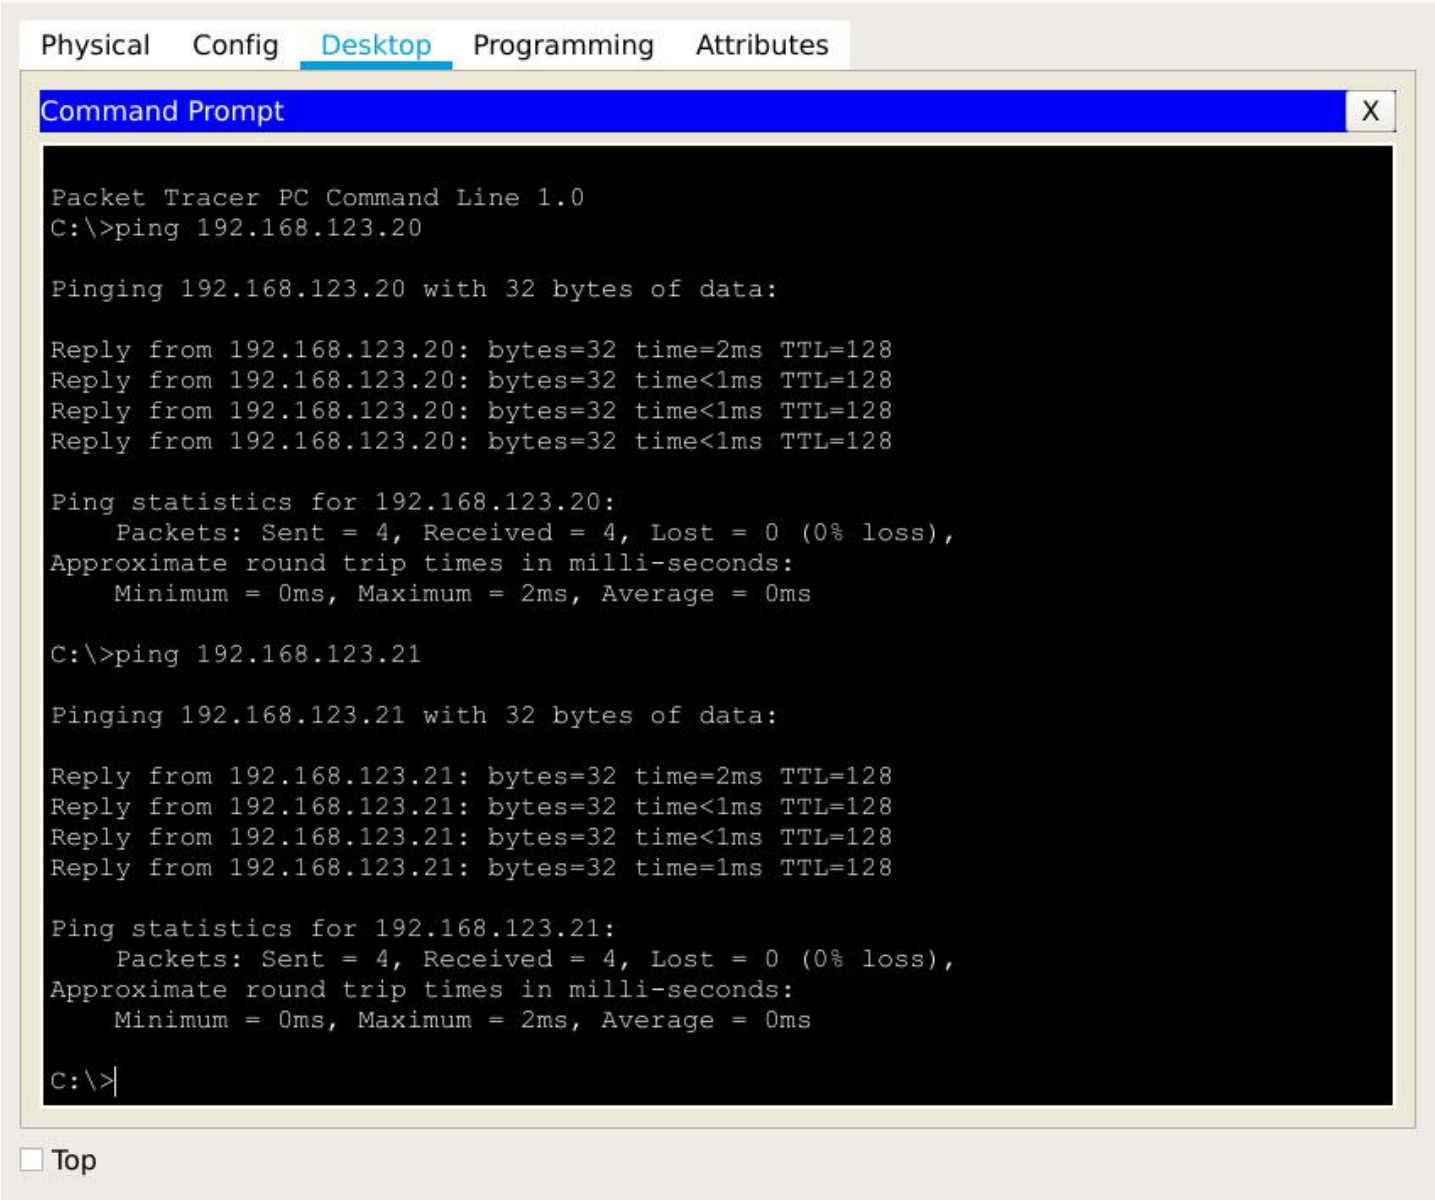 Physical Config Desktop Programming Attributes
Command Prompt X
Packet Tracer PC Command Line 1.0
C:\>ping 192.168.123.20
Pinging 192.168.123.20 with 32 bytes of data:
Reply from 192.168.123.20: bytes=32 time=2ms TTL=128
Reply from 192.168.123.20: bytes=32 time<1ms TTL=128
Reply from 192.168.123.20: bytes=32 time<1ms TTL=128
Reply from 192.168.123.20: bytes=32 time<1ms TTL=128
Ping statistics for 192.168.123.20:
    Packets: Sent = 4, Received = 4, Lost = 0 (0% loss),
Approximate round trip times in milli-seconds:
    Minimum = 0ms, Maximum = 2ms, Average = 0ms
C:\>ping 192.168.123.21
Pinging 192.168.123.21 with 32 bytes of data:
Reply from 192.168.123.21: bytes=32 time=2ms TTL=128
Reply from 192.168.123.21: bytes=32 time<1ms TTL=128
Reply from 192.168.123.21: bytes=32 time<1ms TTL=128
Reply from 192.168.123.21: bytes=32 time=1ms TTL=128
Ping statistics for 192.168.123.21:
    Packets: Sent = 4, Received = 4, Lost = 0 (0% loss),
Approximate round trip times in milli-seconds:
    Minimum = 0ms, Maximum = 2ms, Average = 0ms
C:\>
Top